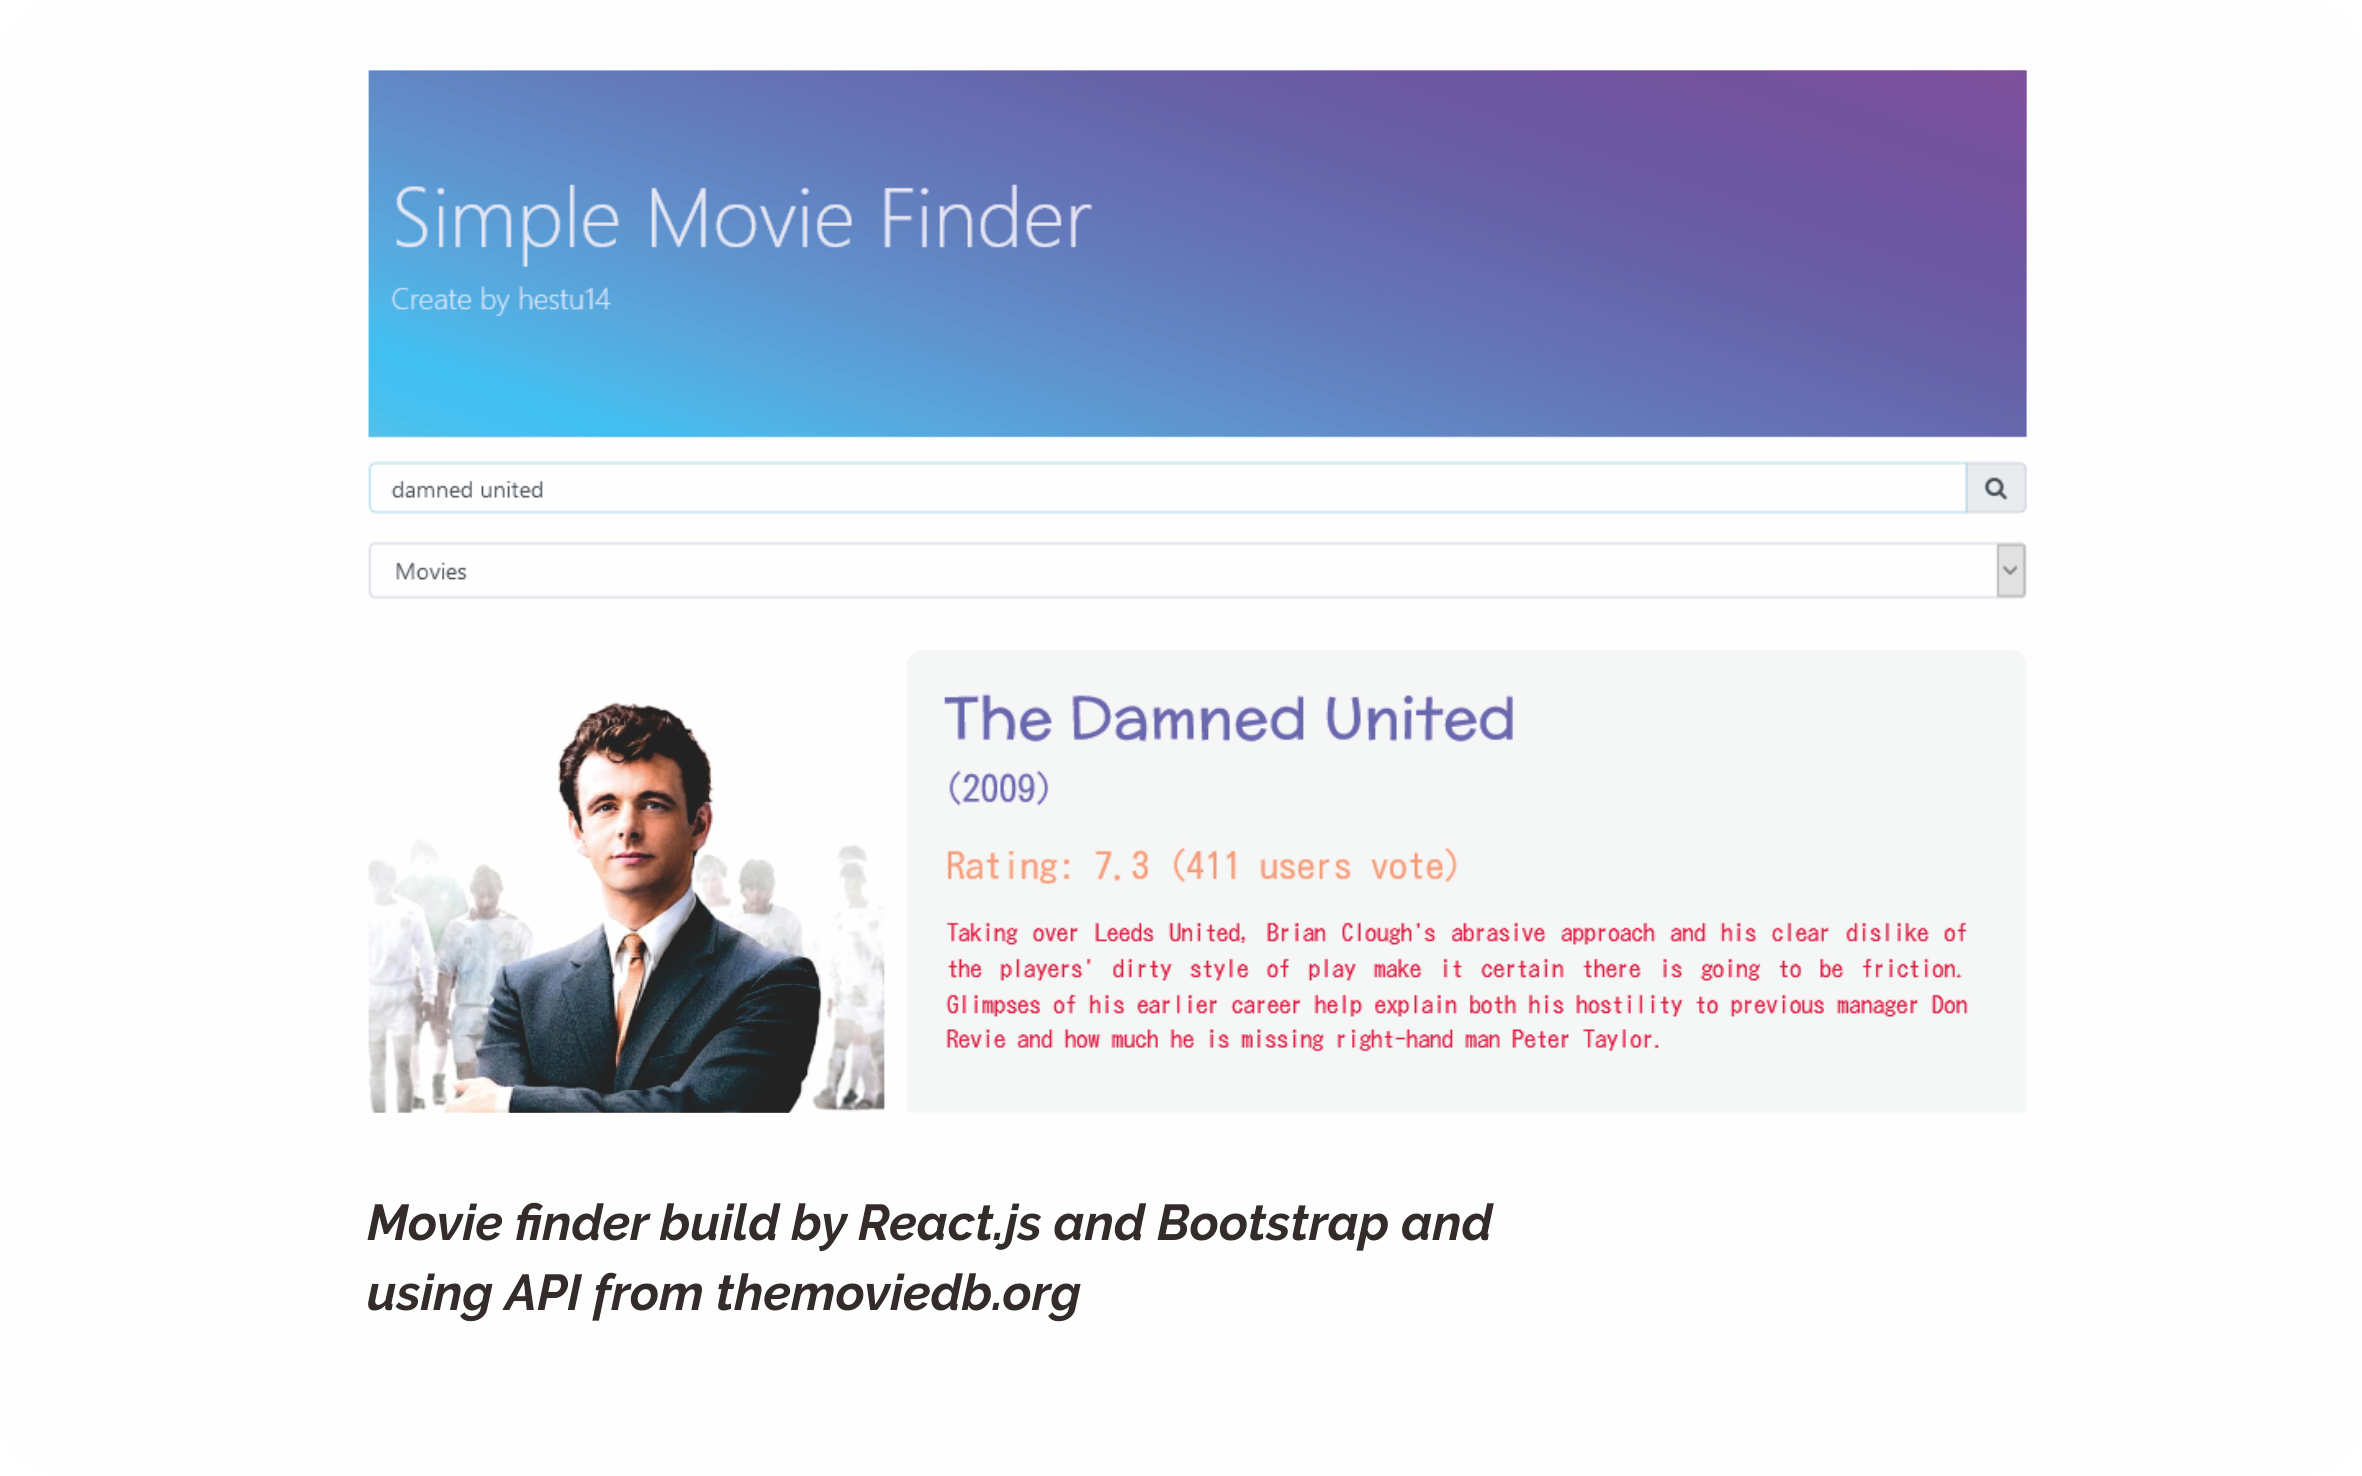 Simple Movie Finder
Create by hestu14
damned united
Movies
The Damned United
(2009)
Rating: 7.3 (411 users vote)
Taking over Leeds United, Brian Clough's abrasive approach and his clear dislike of
the players' dirty style of play make it certain there is going to be friction.
Glimpses of his earlier career help explain both his hostility to previous manager Don
Revie and how much he is missing right-hand man Peter Taylor.
Movie finder build by React.js and Bootstrap and
using API from themoviedb.org